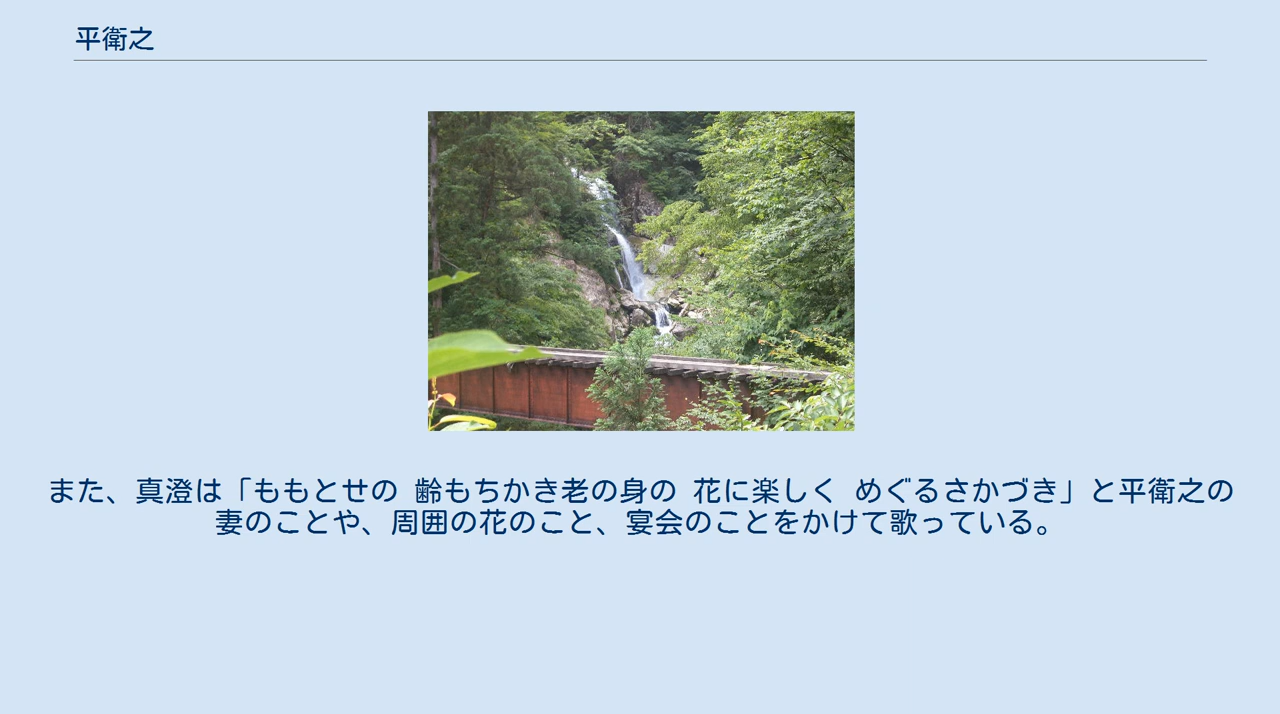 平衛之
また、真澄は「ももとせの 齢もちかき老の身の 花に楽しく めぐるさかづき」と平衛之の
妻のことや、周囲の花のこと、宴会のことをかけて歌っている。